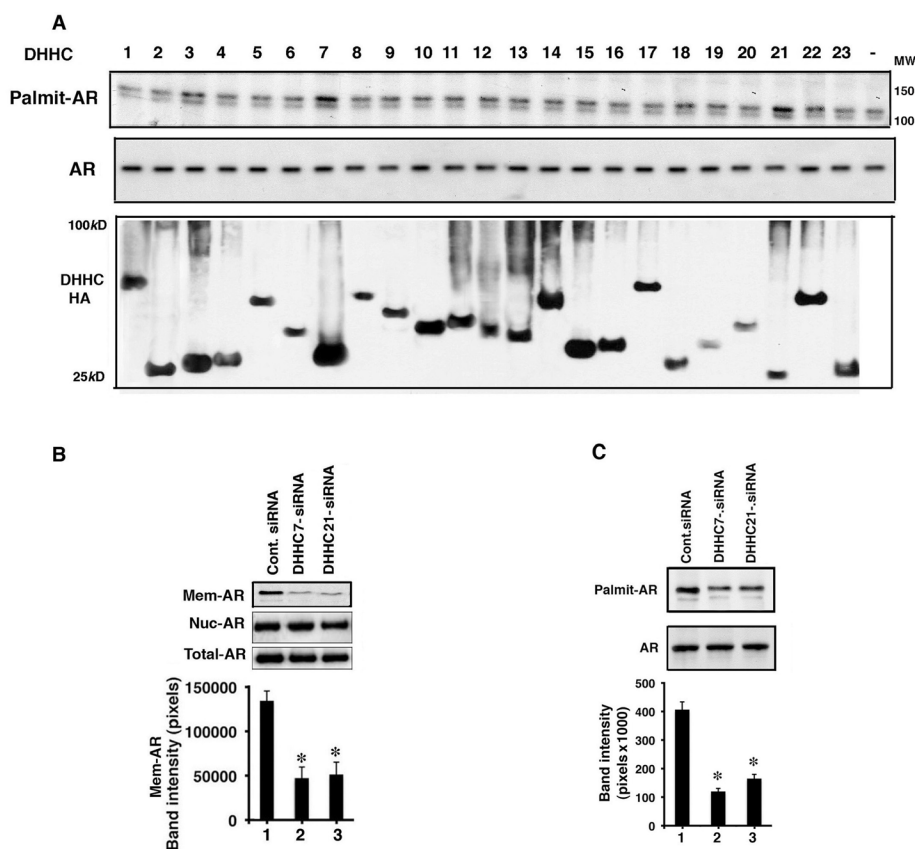 A
DHHC 1 2 3 4 5 6 7 8 9 10 11 12 13 14 15 16 17 18 19 20 21 22 23 -
MW
Palmit-AR
150
100
AR
100kD
DHHC
HA
25kD
B
Cont. siRNA
DHHC7-siRNA
DHHC21-siRNA
Mem-AR
Nuc-AR
Total-AR
Mem-AR
Band intensity (pixels)
150000
100000
50000
0
* *
1 2 3
C
Cont.siRNA
DHHC7-.siRNA
DHHC21-.siRNA
Palmit-AR
AR
Band intensity
(pixels x1000)
500
400
300
200
100
0
* *
1 2 3